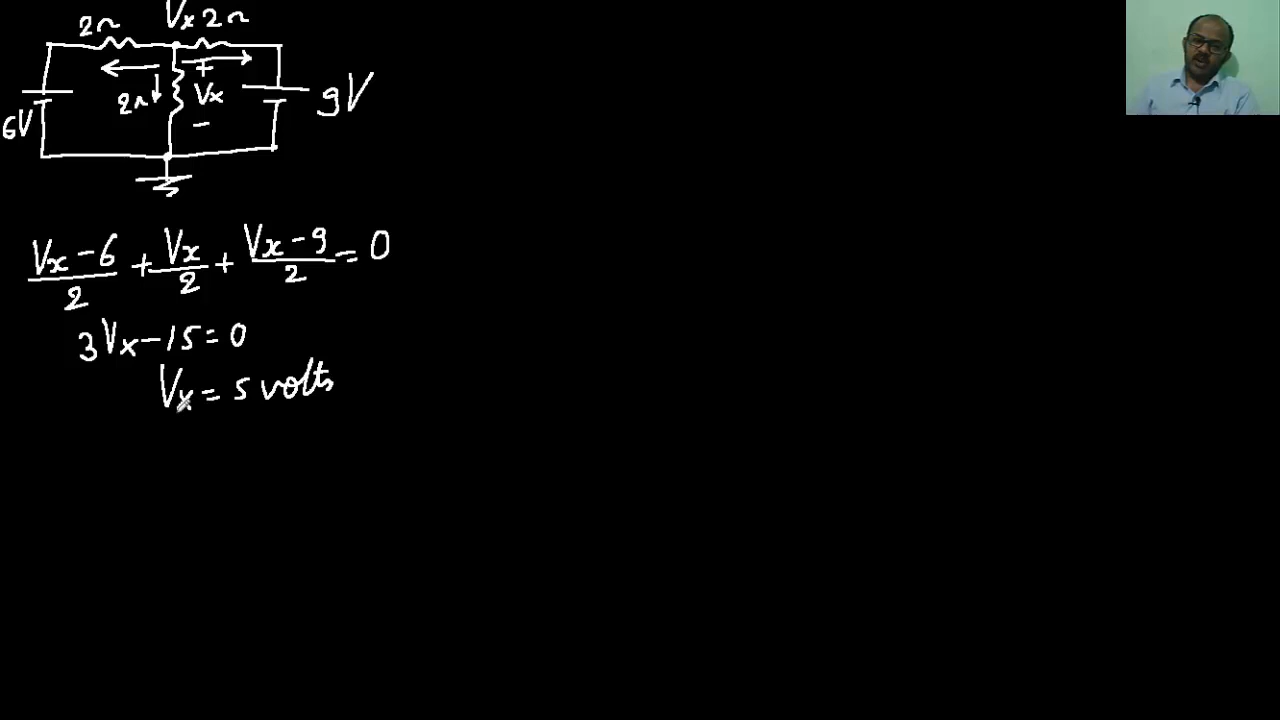 2Ω Vx 2Ω
6V 2Ω + Vx - 9V
Vx-6/2 + Vx/2 + Vx-9/2 = 0
3Vx-15=0
Vx = 5 volts